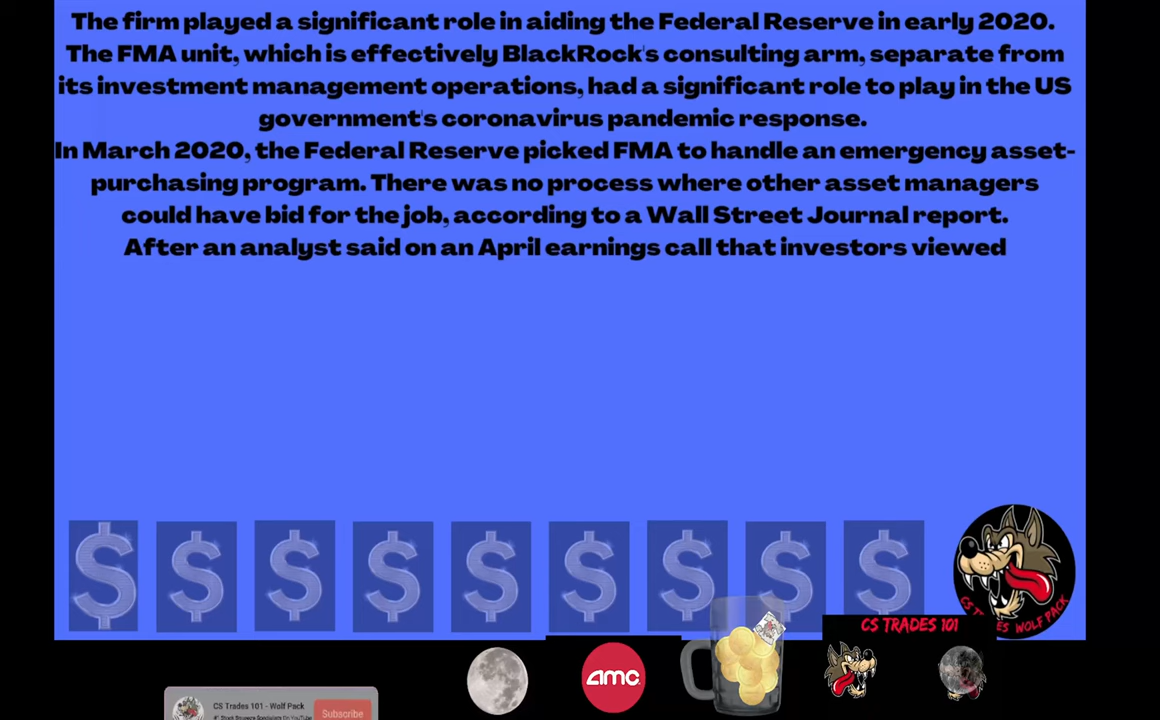 The firm played a significant role in aiding the Federal Reserve in early 2020.
The FMA unit, which is effectively BlackRock's consulting arm, separate from
its investment management operations, had a significant role to play in the US
government's coronavirus pandemic response.
In March 2020, the Federal Reserve picked FMA to handle an emergency asset-
purchasing program. There was no process where other asset managers
could have bid for the job, according to a Wall Street Journal report.
After an analyst said on an April earnings call that investors viewed
$ $ $ $ $ $ $ $ $
WOLF PACK
CS TRADES 101
amc
CS Trades 101 - Wolf Pack
Subscribe